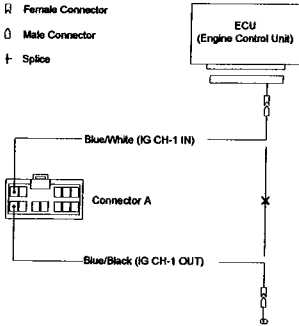 Female Connector
Male Connector
Splice
ECU
(Engine Control Unit)
Blue/White (IG CH-1 IN)
Connector A
Blue/Black (IG CH-1 OUT)